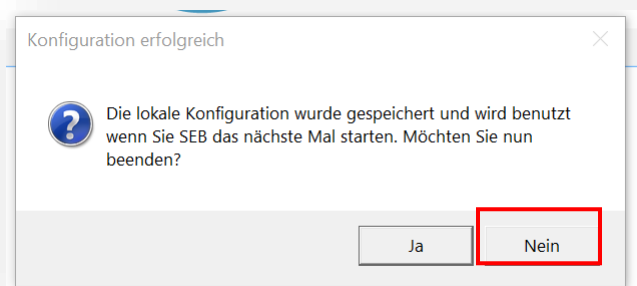 Konfiguration erfolgreich
Die lokale Konfiguration wurde gespeichert und wird benutzt
wenn Sie SEB das nächste Mal starten. Möchten Sie nun
beenden?
Ja
Nein